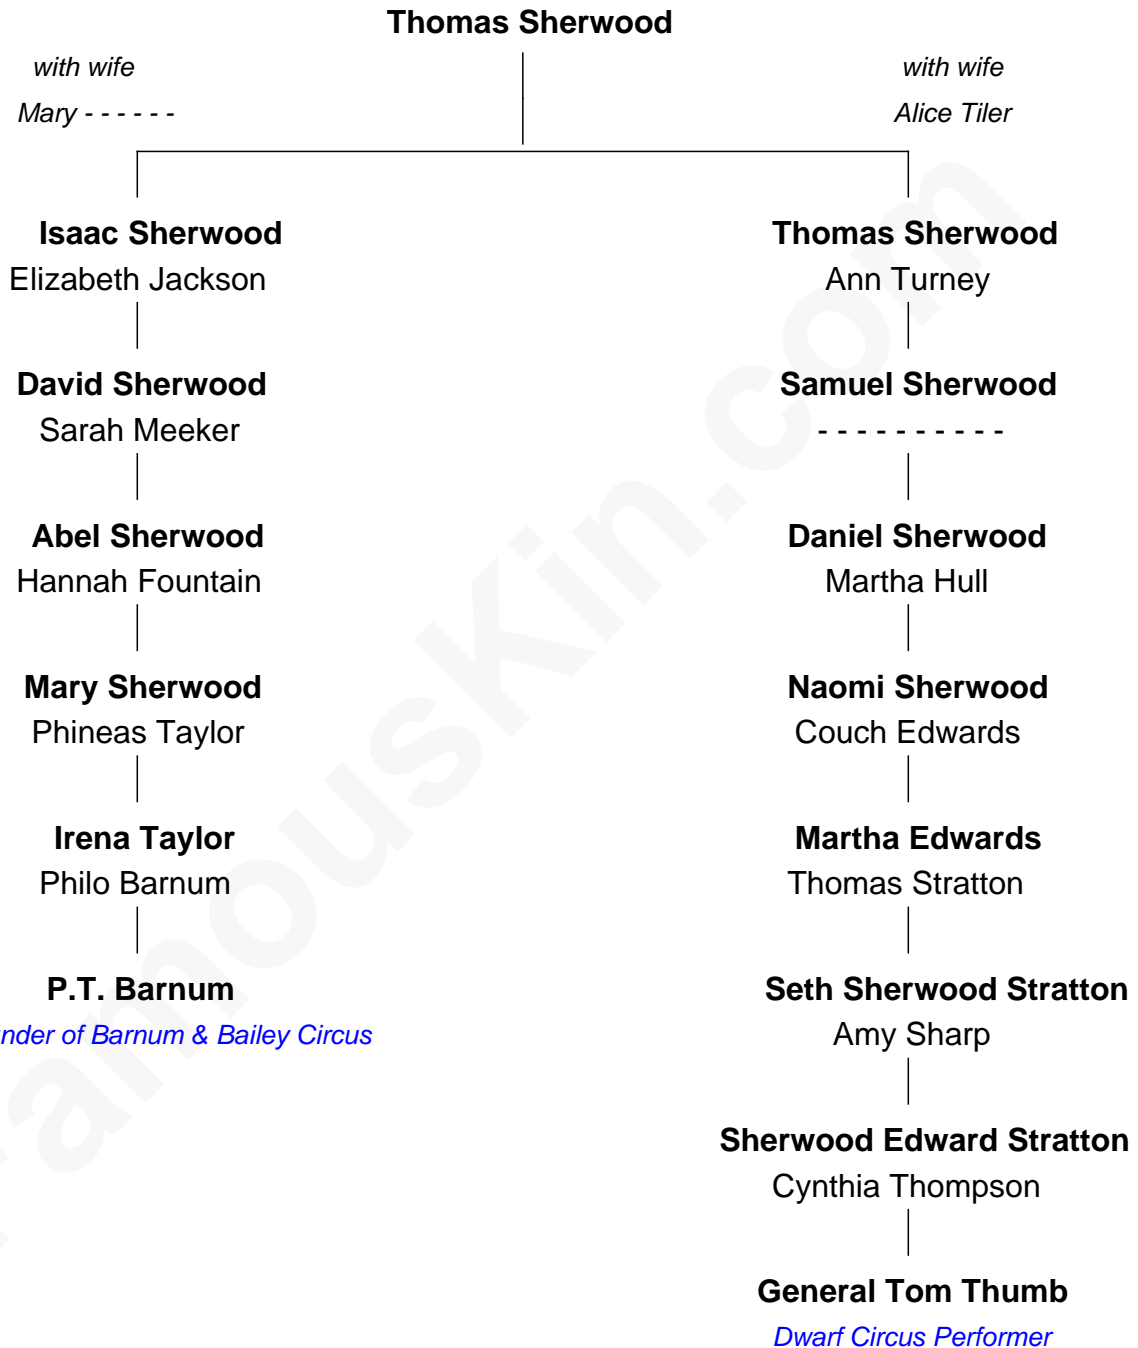 Thomas Sherwood
with wife
Mary - - - - - -
with wife
Alice Tiler
Isaac Sherwood
Elizabeth Jackson
David Sherwood
Sarah Meeker
Abel Sherwood
Hannah Fountain
Mary Sherwood
Phineas Taylor
Irena Taylor
Philo Barnum
P.T. Barnum
nder of Barnum & Bailey Circus
Thomas Sherwood
Ann Turney
Samuel Sherwood
- - - - - - - - - -
Daniel Sherwood
Martha Hull
Naomi Sherwood
Couch Edwards
Martha Edwards
Thomas Stratton
Seth Sherwood Stratton
Amy Sharp
Sherwood Edward Stratton
Cynthia Thompson
General Tom Thumb
Dwarf Circus Performer
FamousKin.com